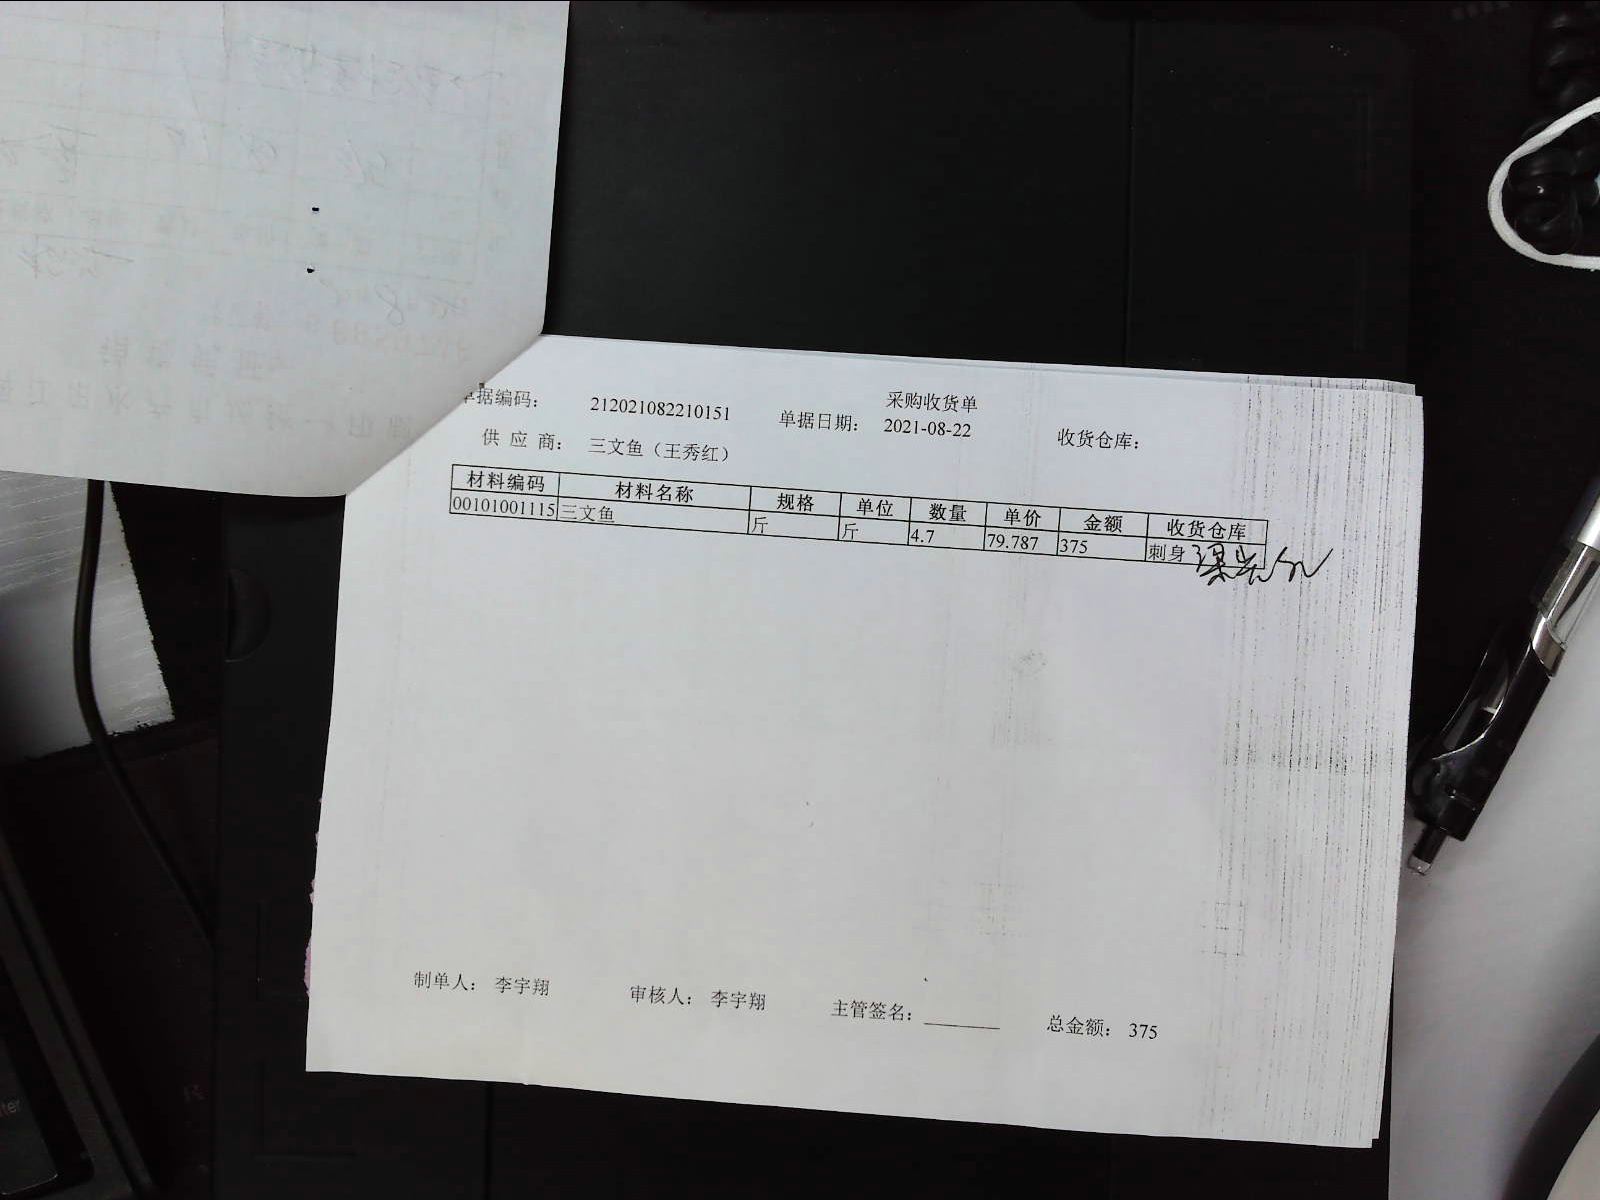 采购收货单
据编码： 212021082210151 单据日期： 2021-08-22 收货仓库：
供 应 商： 三文鱼（王秀红）
材料编码 材料名称 规格 单位 数量 单价 金额 收货仓库
00101001115 三文鱼 斤 斤 4.7 79.787 375 刺身
制单人： 李宇翔 审核人： 李宇翔 主管签名： 总金额： 375